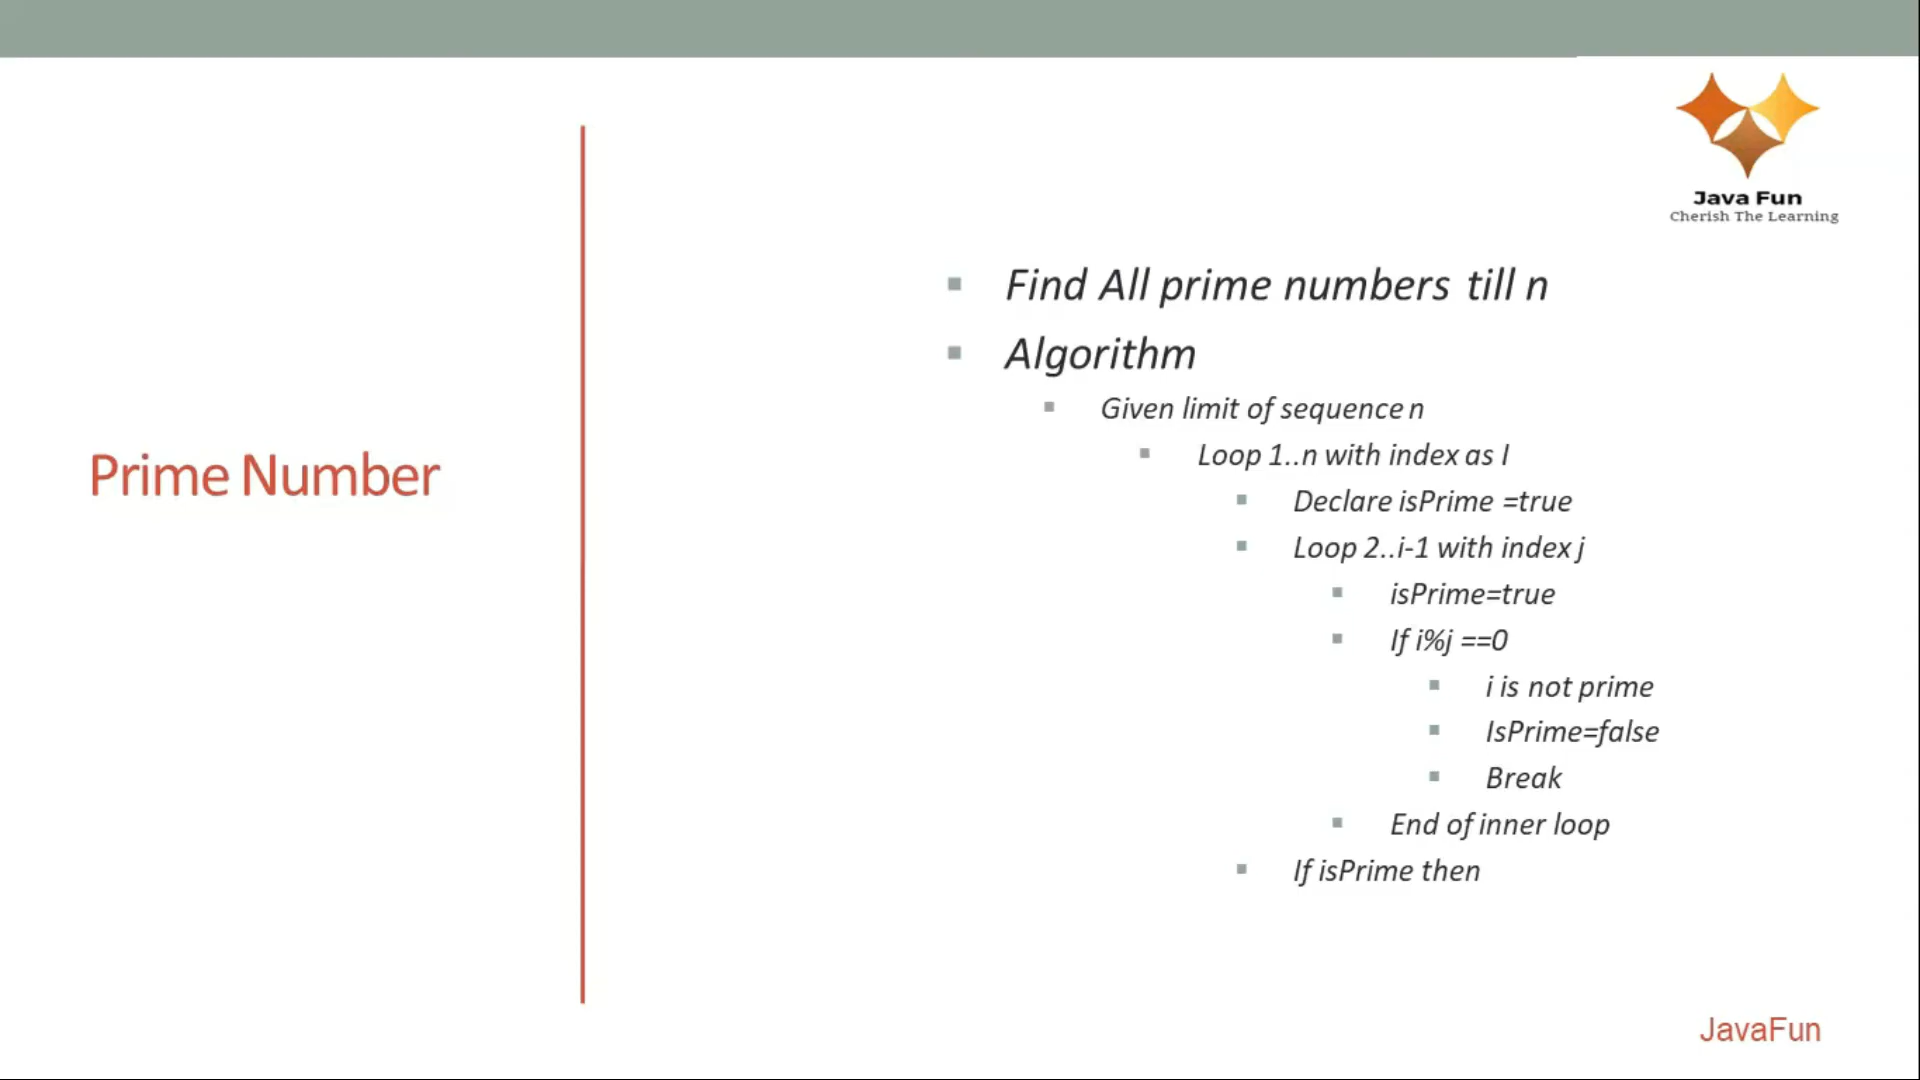 Java Fun
Cherish The Learning
Prime Number
Find All prime numbers till n
Algorithm
Given limit of sequence n
Loop 1..n with index as I
Declare isPrime =true
Loop 2..i-1 with index j
isPrime=true
If i%j ==0
i is not prime
IsPrime=false
Break
End of inner loop
If isPrime then
JavaFun